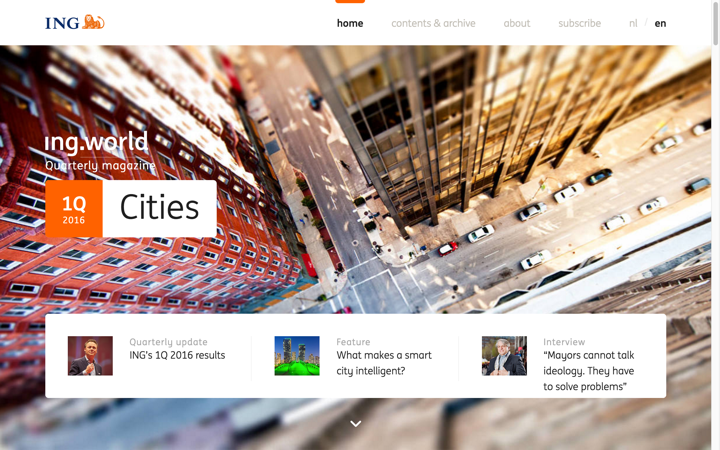 ING
home
contents & archive
about
subscribe
nl / en
ing.world
Quarterly magazine
1Q
2016
Cities
Quarterly update
ING's 1Q 2016 results
Feature
What makes a smart
city intelligent?
Interview
“Mayors cannot talk
ideology. They have
to solve problems”